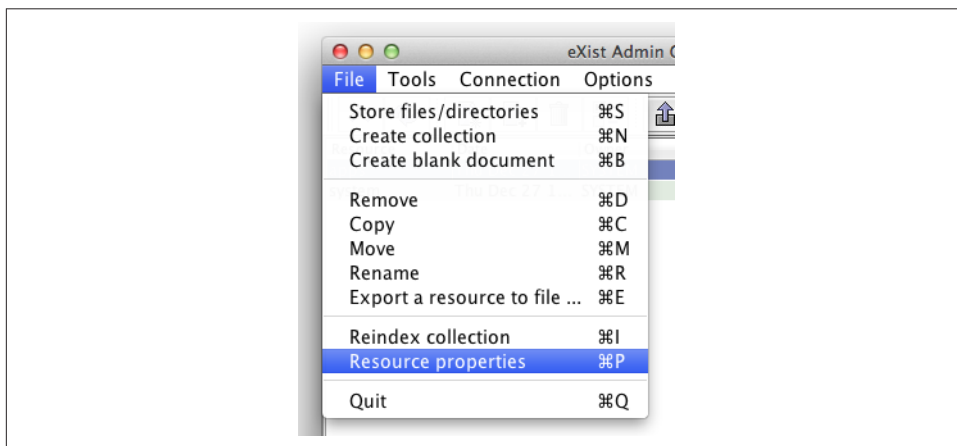 eXist Admin
File Tools Connection Options
Store files/directories ⌘S
Create collection ⌘N
Create blank document ⌘B
Remove ⌘D
Copy ⌘C
Move ⌘M
Rename ⌘R
Export a resource to file ... ⌘E
Reindex collection ⌘I
Resource properties ⌘P
Quit ⌘Q